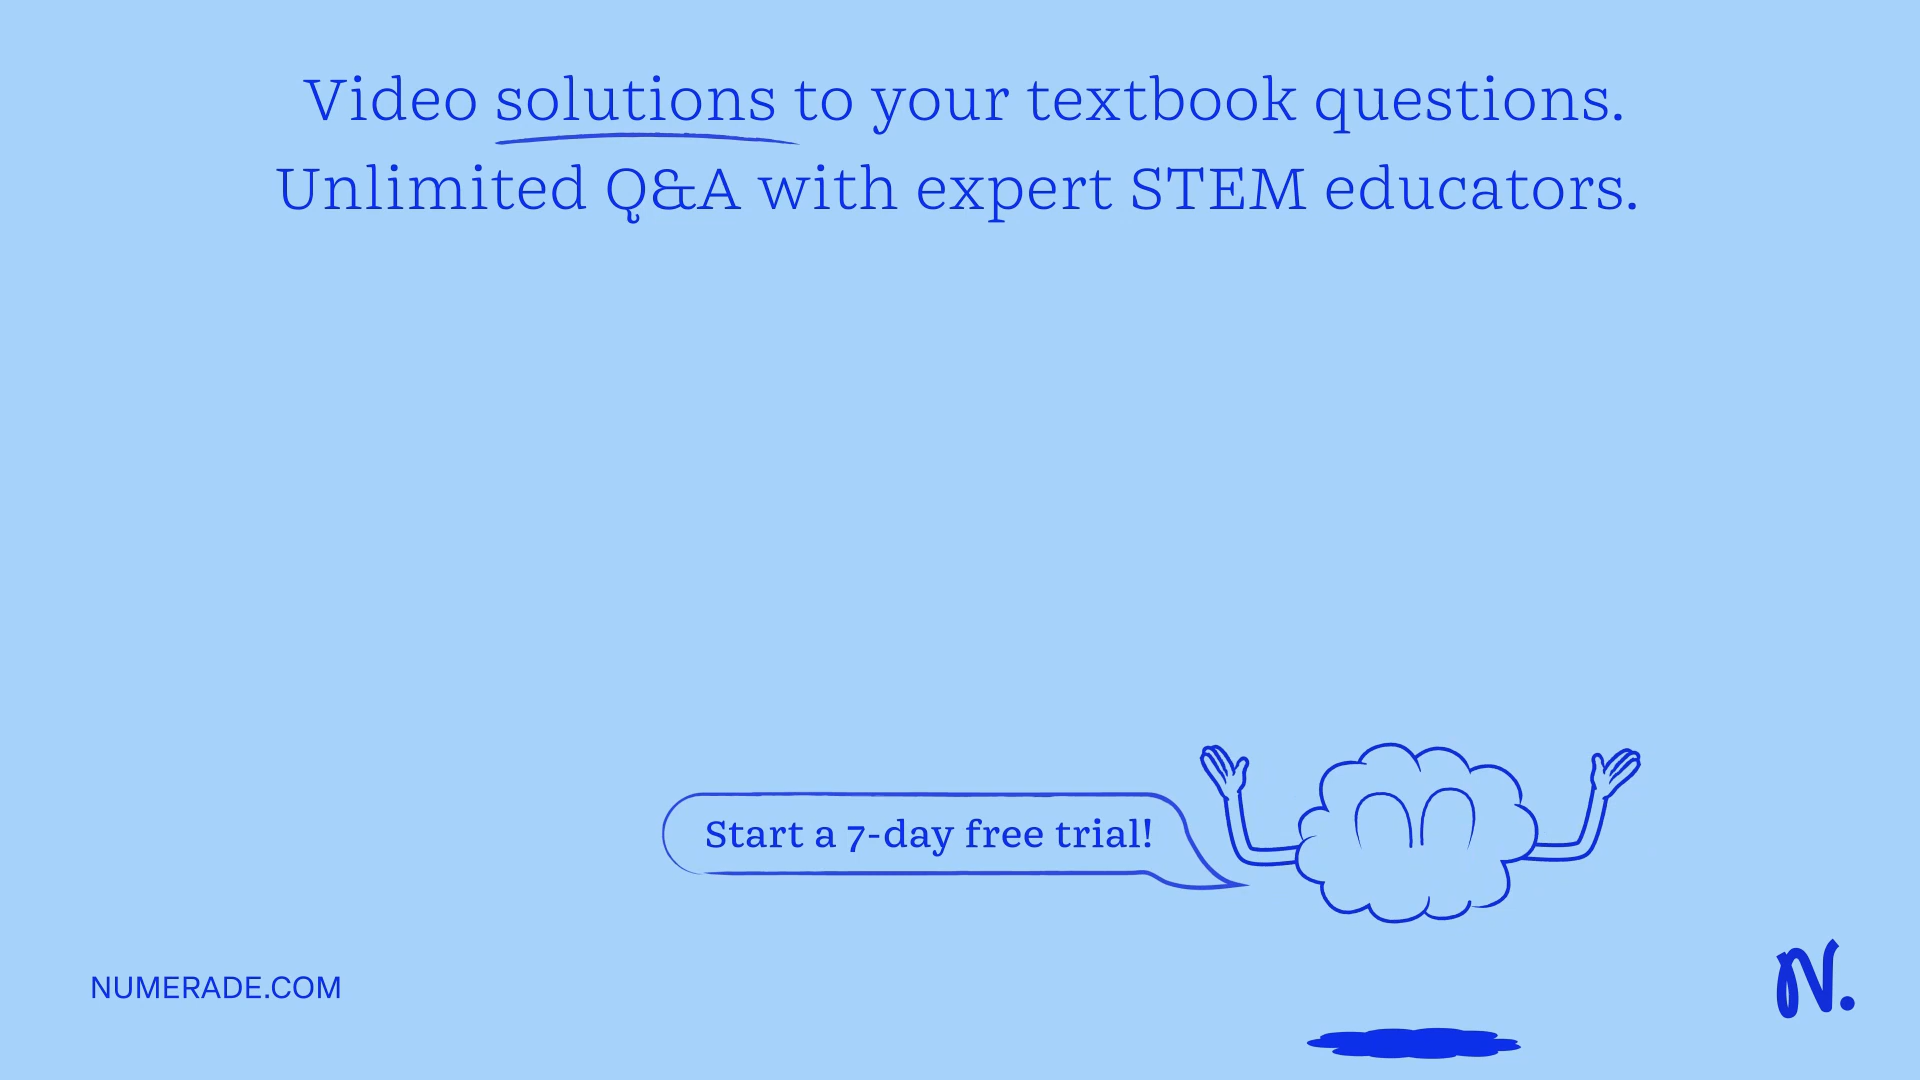 Video solutions to your textbook questions.
Unlimited Q&A with expert STEM educators.
Start a 7-day free trial!
NUMERADE.COM
N.